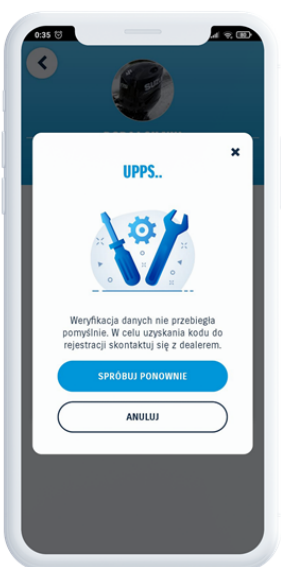 0:35
UPPS..
Weryfikacja danych nie przebiegła
pomyślnie. W celu uzyskania kodu do
rejestracji skontaktuj się z dealerem.
SPRÓBUJ PONOWNIE
ANULUJ